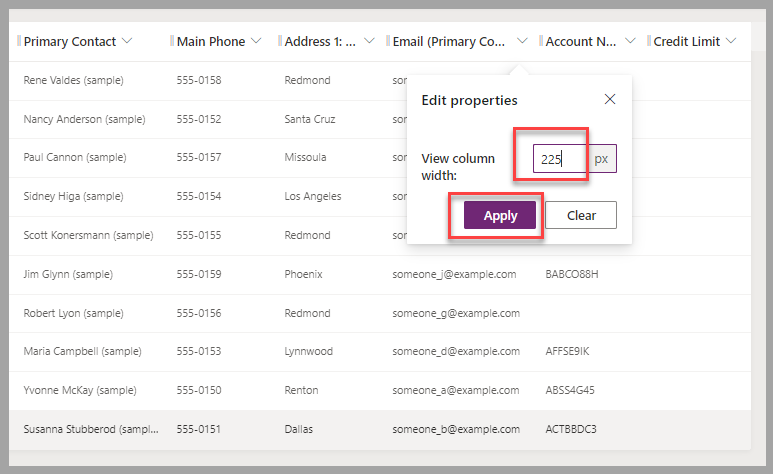 Primary Contact Main Phone Address 1: ... Email (Primary Co... Account N... Credit Limit
Rene Valdes (sample) 555-0158 Redmond som
Edit properties
Nancy Anderson (sample) 555-0152 Santa Cruz som
Paul Cannon (sample) 555-0157 Missoula som
View column
width:
225 px
Sidney Higa (sample) 555-0154 Los Angeles som
Apply Clear
Scott Konersmann (sample) 555-0155 Redmond som
Jim Glynn (sample) 555-0159 Phoenix someone_j@example.com BABCO88H
Robert Lyon (sample) 555-0156 Redmond someone_g@example.com
Maria Campbell (sample) 555-0153 Lynnwood someone_d@example.com AFFSE9IK
Yvonne McKay (sample) 555-0150 Renton someone_a@example.com ABSS4G45
Susanna Stubberod (sampl... 555-0151 Dallas someone_b@example.com ACTBBDC3